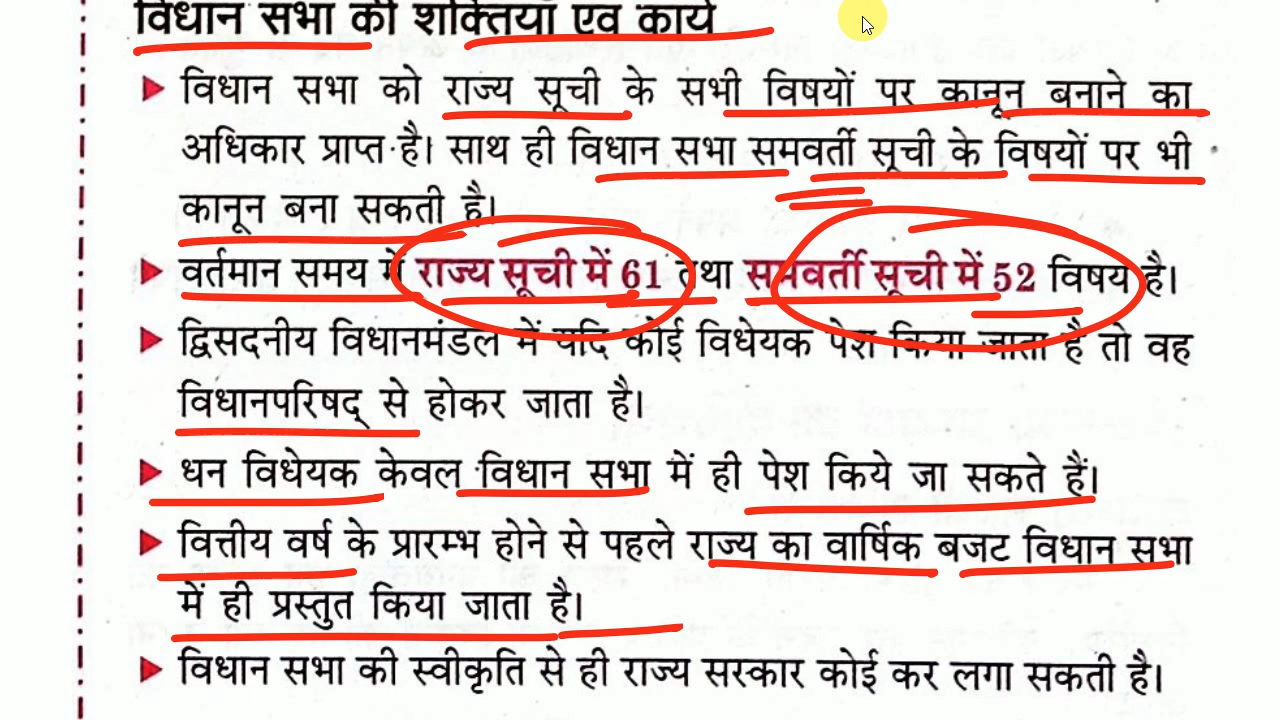 विधान सभा की शक्तियाँ एवं कार्य
विधान सभा को राज्य सूची के सभी विषयों पर कानून बनाने का
अधिकार प्राप्त है। साथ ही विधान सभा समवर्ती सूची के विषयों पर भी
कानून बना सकती है।
वर्तमान समय में राज्य सूची में 61 तथा समवर्ती सूची में 52 विषय है।
द्विसदनीय विधानमंडल में यदि कोई विधेयक पेश किया जाता है तो वह
विधानपरिषद् से होकर जाता है।
धन विधेयक केवल विधान सभा में ही पेश किये जा सकते हैं।
वित्तीय वर्ष के प्रारम्भ होने से पहले राज्य का वार्षिक बजट विधान सभा
में ही प्रस्तुत किया जाता है।
विधान सभा की स्वीकृति से ही राज्य सरकार कोई कर लगा सकती है।